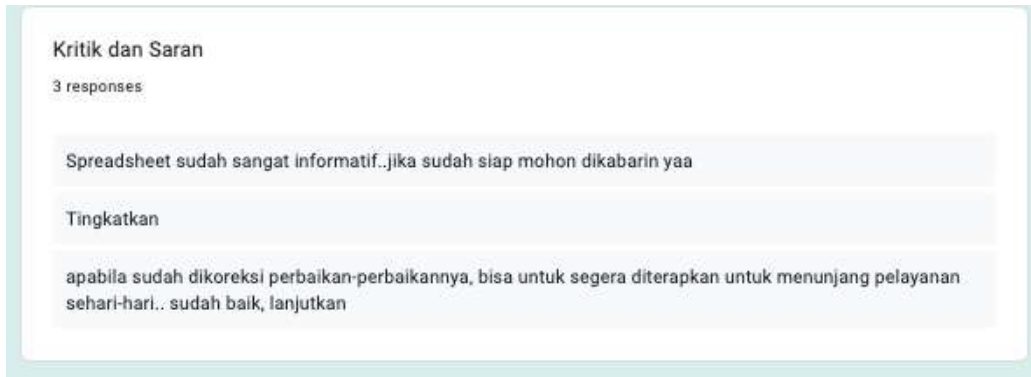 Kritik dan Saran
3 responses
Spreadsheet sudah sangat informatif..jika sudah siap mohon dikabarin yaa
Tingkatkan
apabila sudah dikoreksi perbaikan-perbaikannya, bisa untuk segera diterapkan untuk menunjang pelayanan
sehari-hari.. sudah baik, lanjutkan